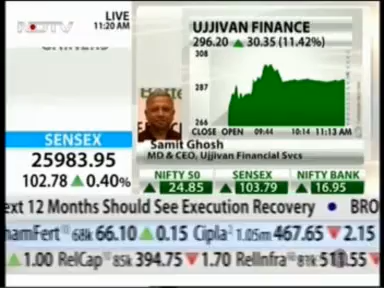 NDTV
LIVE
11:20 AM
UJJIVAN FINANCE
296.20 ▲ 30.35 (11.42%)
308
287
266
CLOSE OPEN 09:44 10:14 11:13 AM
Samit Ghosh
MD & CEO, Ujjivan Financial Svcs
SENSEX
25983.95
102.78 ▲ 0.40%
NIFTY 50 SENSEX NIFTY BANK
▲ 24.85 ▲ 103.79 ▲ 16.95
ext 12 Months Should See Execution Recovery • BRO
hamFert 68k 66.10 ▲ 0.15 Cipla 1.05m 467.65 ▼ 2.15
▲ 1.00 RelCap 85k 394.75 ▼ 1.70 RelInfra 81k